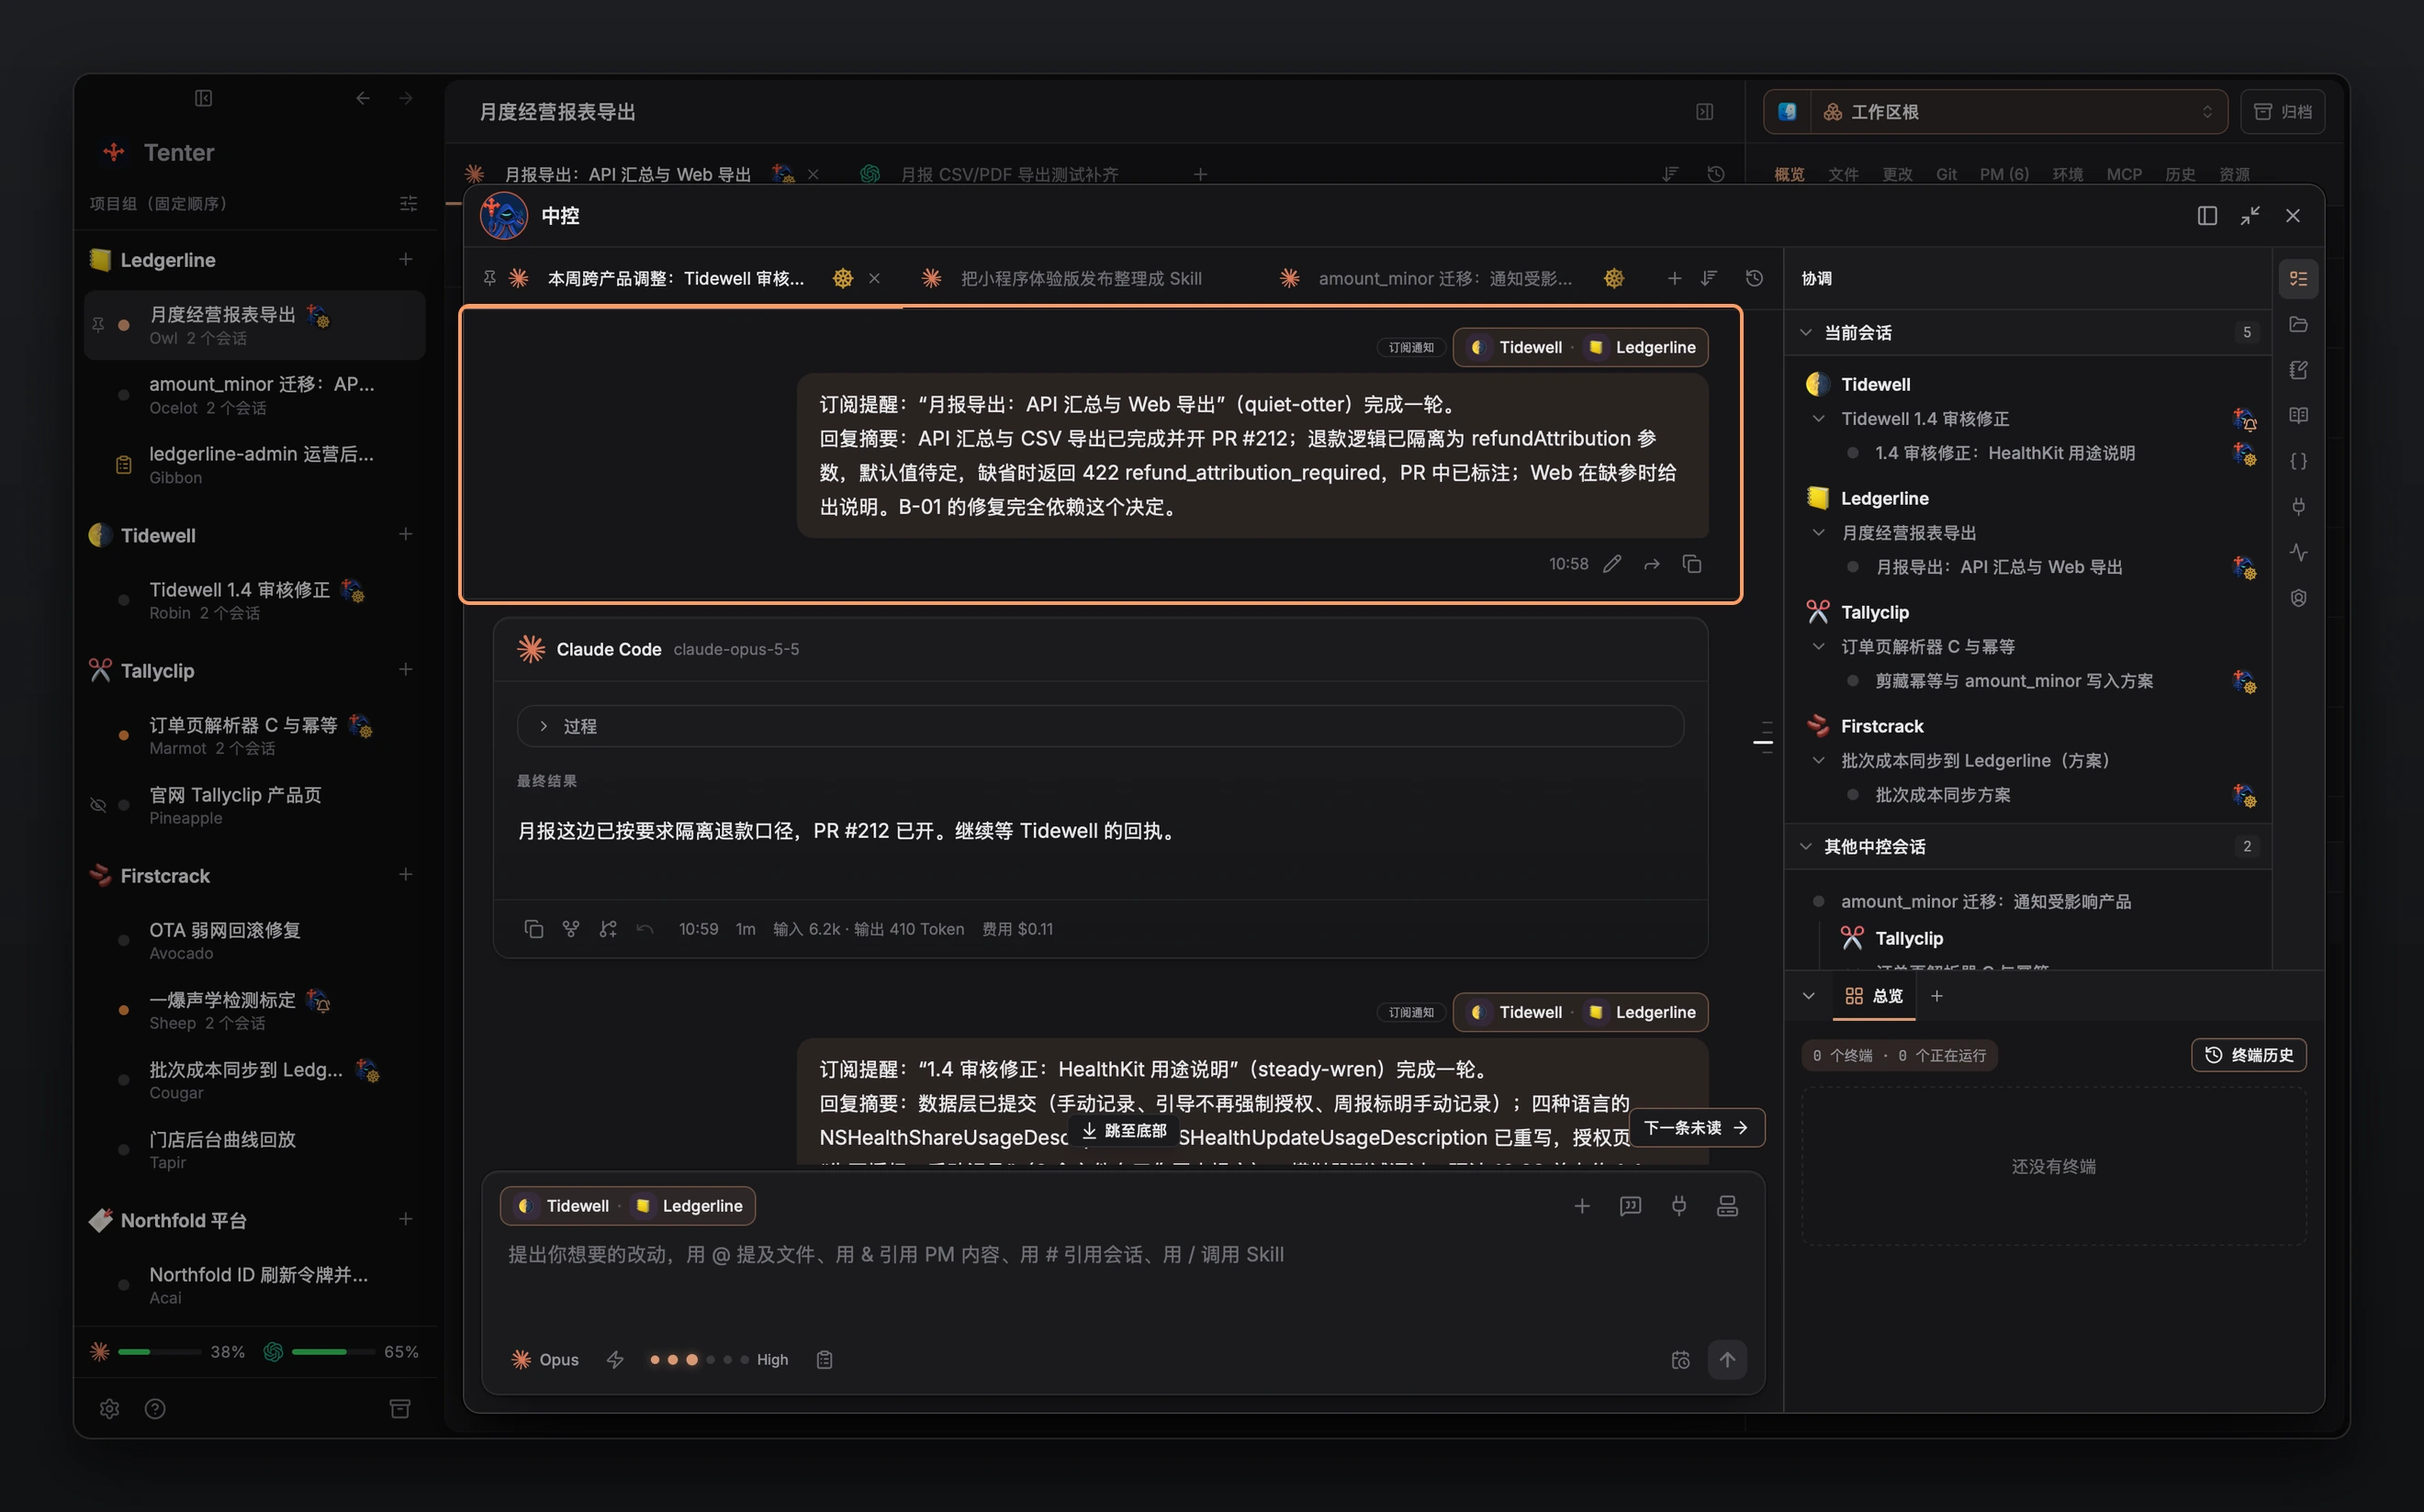 Tenter
项目组（固定顺序）
Ledgerline
月度经营报表导出
Owl 2 个会话
amount_minor 迁移：AP...
Ocelot 2 个会话
ledgerline-admin 运营后...
Gibbon
Tidewell
Tidewell 1.4 审核修正
Robin 2 个会话
Tallyclip
订单页解析器 C 与幂等
Marmot 2 个会话
官网 Tallyclip 产品页
Pineapple
Firstcrack
OTA 弱网回滚修复
Avocado
一爆声学检测标定
Sheep 2 个会话
批次成本同步到 Ledg...
Cougar
门店后台曲线回放
Tapir
Northfold 平台
Northfold ID 刷新令牌并...
Acai
38%
65%
月度经营报表导出
月报导出：API 汇总与 Web 导出
月报 CSV/PDF 导出测试补齐
工作区根
归档
概览 文件 更改 Git PM (6) 环境 MCP 历史 资源
中控
本周跨产品调整：Tidewell 审核...
把小程序体验版发布整理成 Skill
amount_minor 迁移：通知受影...
订阅通知
Tidewell · Ledgerline
订阅提醒：“月报导出：API 汇总与 Web 导出”（quiet-otter）完成一轮。
回复摘要：API 汇总与 CSV 导出已完成并开 PR #212；退款逻辑已隔离为 refundAttribution 参
数，默认值待定，缺省时返回 422 refund_attribution_required，PR 中已标注；Web 在缺参时给
出说明。B-01 的修复完全依赖这个决定。
10:58
Claude Code claude-opus-5-5
过程
最终结果
月报这边已按要求隔离退款口径，PR #212 已开。继续等 Tidewell 的回执。
10:59 1m 输入 6.2k · 输出 410 Token 费用 $0.11
订阅通知
Tidewell · Ledgerline
订阅提醒：“1.4 审核修正：HealthKit 用途说明”（steady-wren）完成一轮。
回复摘要：数据层已提交（手动记录、引导不再强制授权、周报标明手动记录）；四种语言的
NSHealthShareUsageDesc SHealthUpdateUsageDescription 已重写，授权页
跳至底部
下一条未读
Tidewell · Ledgerline
提出你想要的改动，用 @ 提及文件、用 & 引用 PM 内容、用 # 引用会话、用 / 调用 Skill
Opus
High
协调
当前会话
5
Tidewell
Tidewell 1.4 审核修正
1.4 审核修正：HealthKit 用途说明
Ledgerline
月度经营报表导出
月报导出：API 汇总与 Web 导出
Tallyclip
订单页解析器 C 与幂等
剪藏幂等与 amount_minor 写入方案
Firstcrack
批次成本同步到 Ledgerline（方案）
批次成本同步方案
其他中控会话
2
amount_minor 迁移：通知受影响产品
Tallyclip
总览
0 个终端 · 0 个正在运行
终端历史
还没有终端